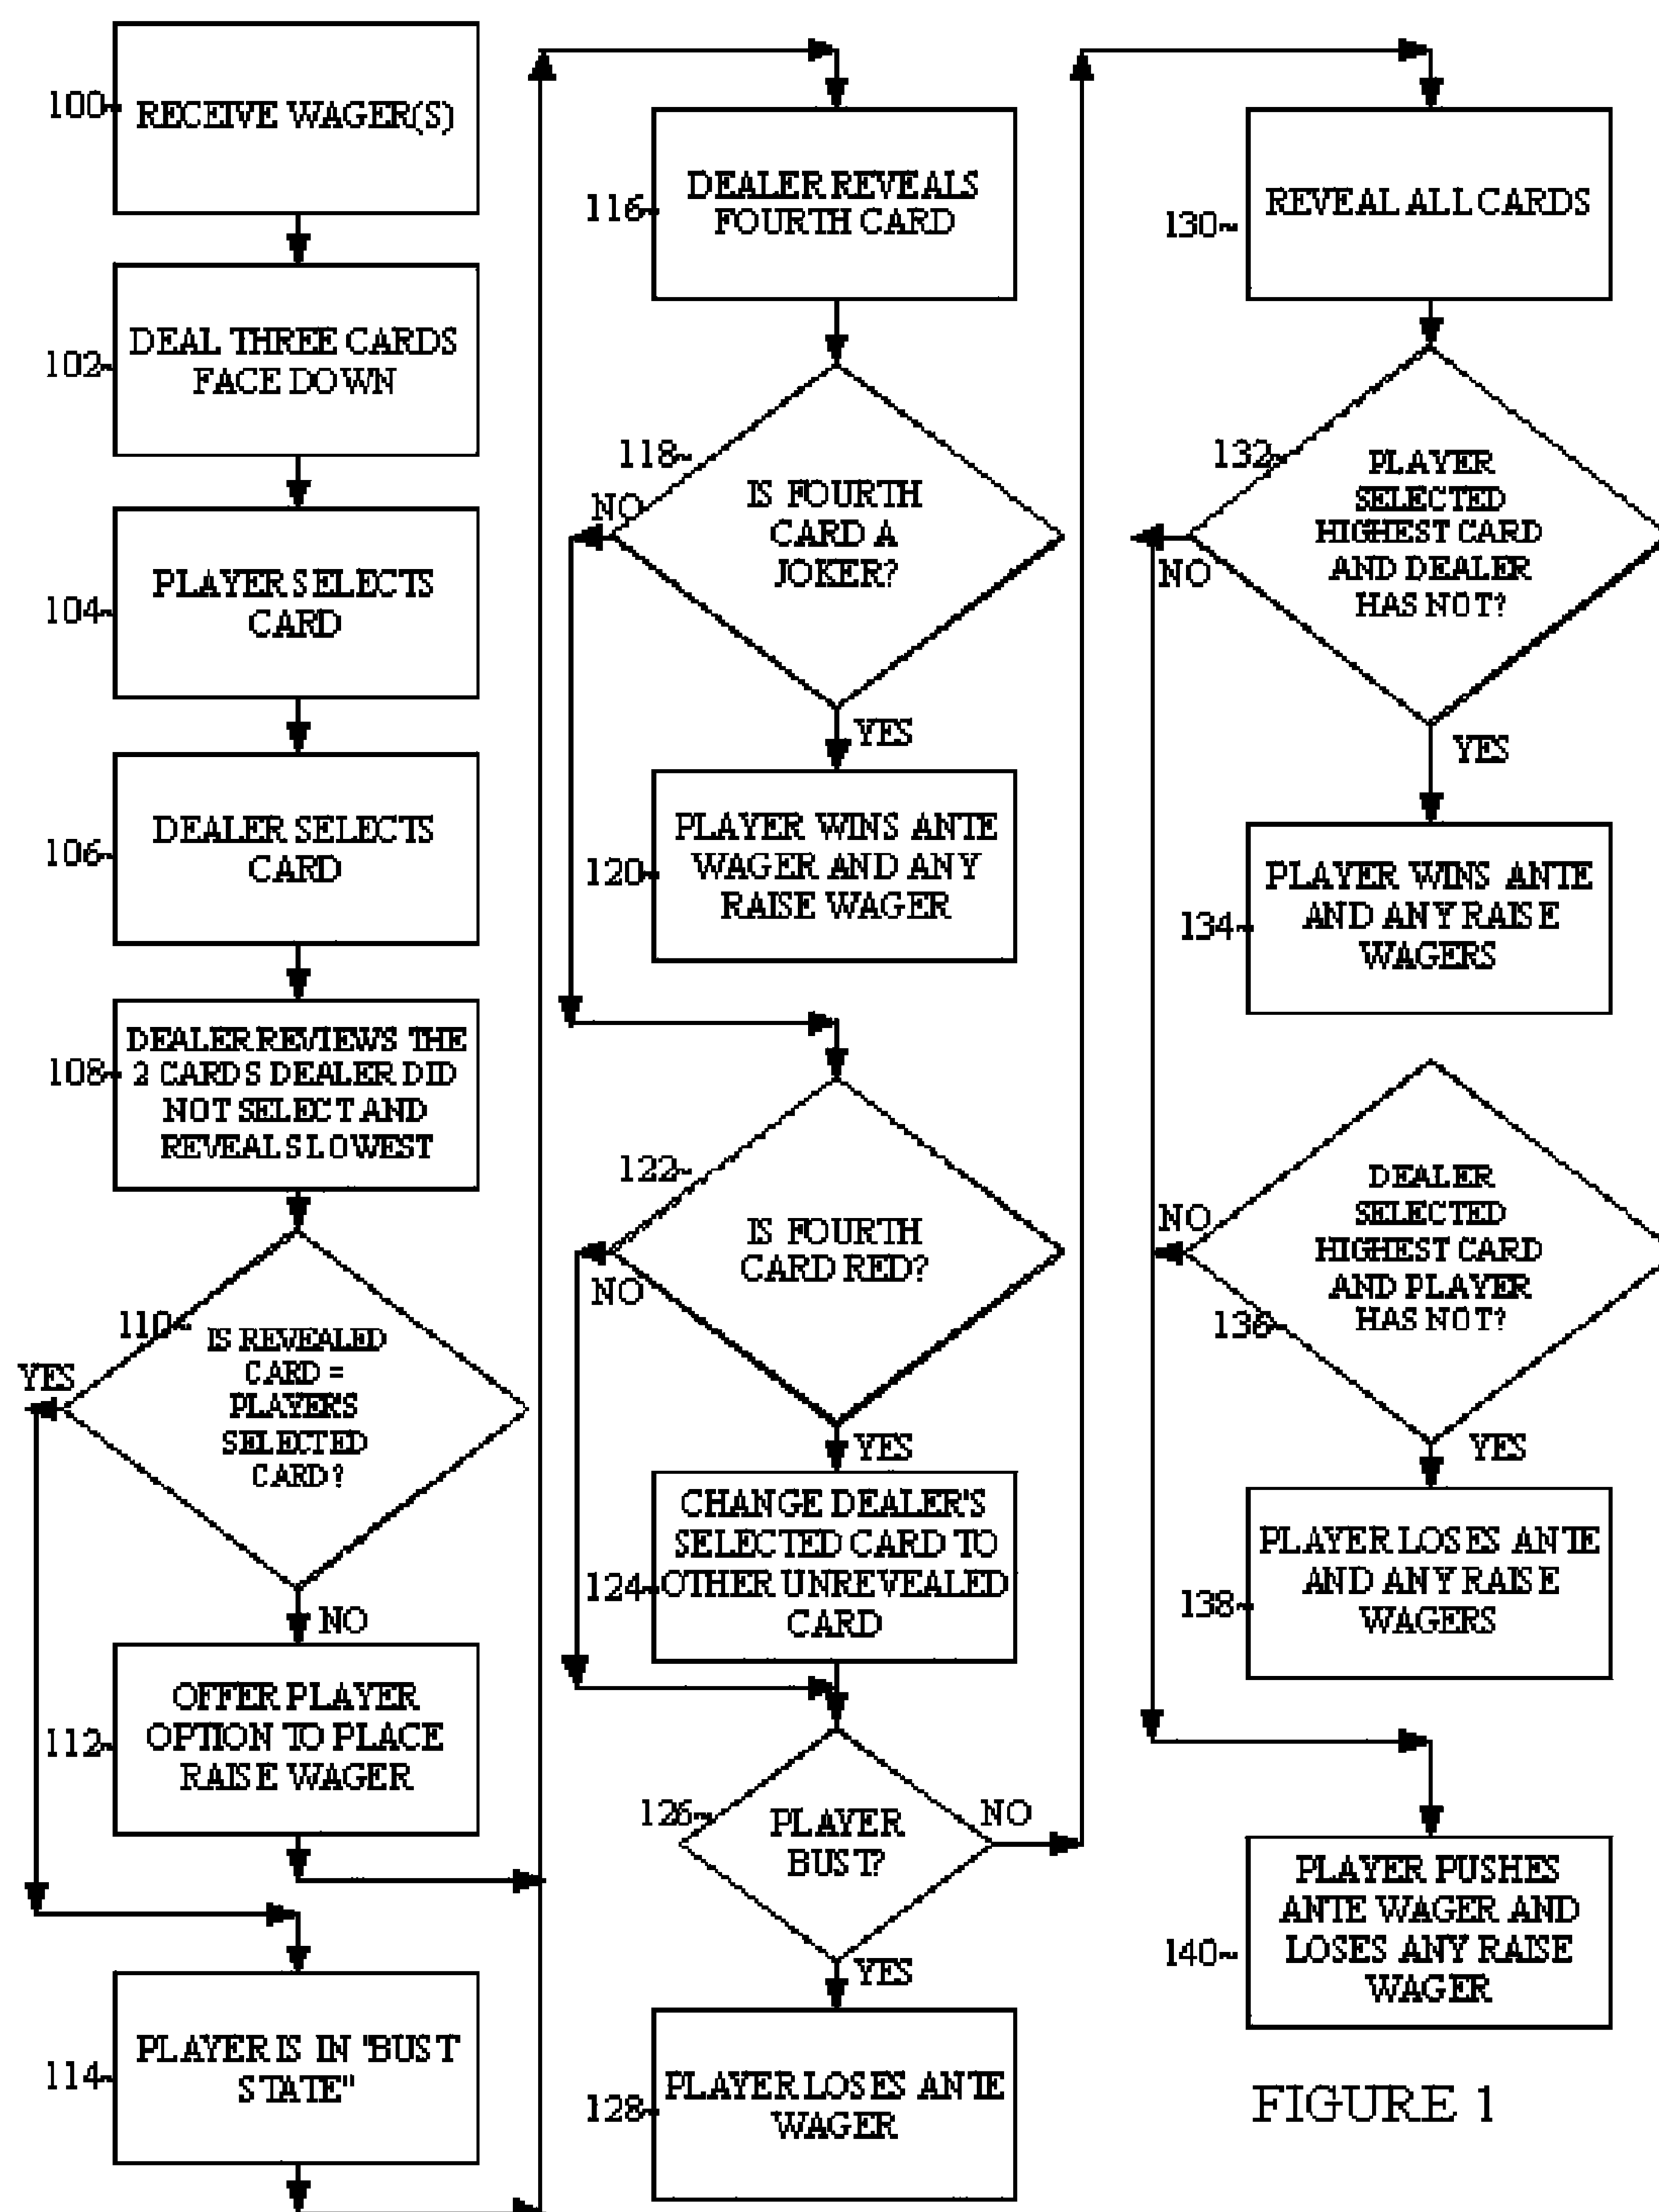 100~
RECEIVE WAGER(S)
102~
DEAL THREE CARDS
FACE DOWN
104~
PLAYER SELECTS
CARD
106~
DEALER SELECTS
CARD
108~
DEALER REVIEWS THE
2 CARDS DEALER DID
NOT SELECT AND
REVEALS LOWEST
110~
IS REVEALED
CARD =
PLAYER'S
SELECTED
CARD?
YES
NO
112~
OFFER PLAYER
OPTION TO PLACE
RAISE WAGER
114~
PLAYER IS IN "BUST
STATE"
116~
DEALER REVEALS
FOURTH CARD
118~
NO
IS FOURTH
CARD A
JOKER?
YES
120~
PLAYER WINS ANTE
WAGER AND ANY
RAISE WAGER
122~
IS FOURTH
CARD RED?
NO
YES
124~
CHANGE DEALER'S
SELECTED CARD TO
OTHER UNREVEALED
CARD
126~
PLAYER
BUST?
NO
YES
128~
PLAYER LOSES ANTE
WAGER
130~
REVEAL ALL CARDS
132~
PLAYER
SELECTED
HIGHEST CARD
AND DEALER
HAS NOT?
NO
YES
134~
PLAYER WINS ANTE
AND ANY RAISE
WAGERS
136~
DEALER
SELECTED
HIGHEST CARD
AND PLAYER
HAS NOT?
NO
YES
138~
PLAYER LOSES ANTE
AND ANY RAISE
WAGERS
140~
PLAYER PUSHES
ANTE WAGER AND
LOSES ANY RAISE
WAGER
FIGURE 1